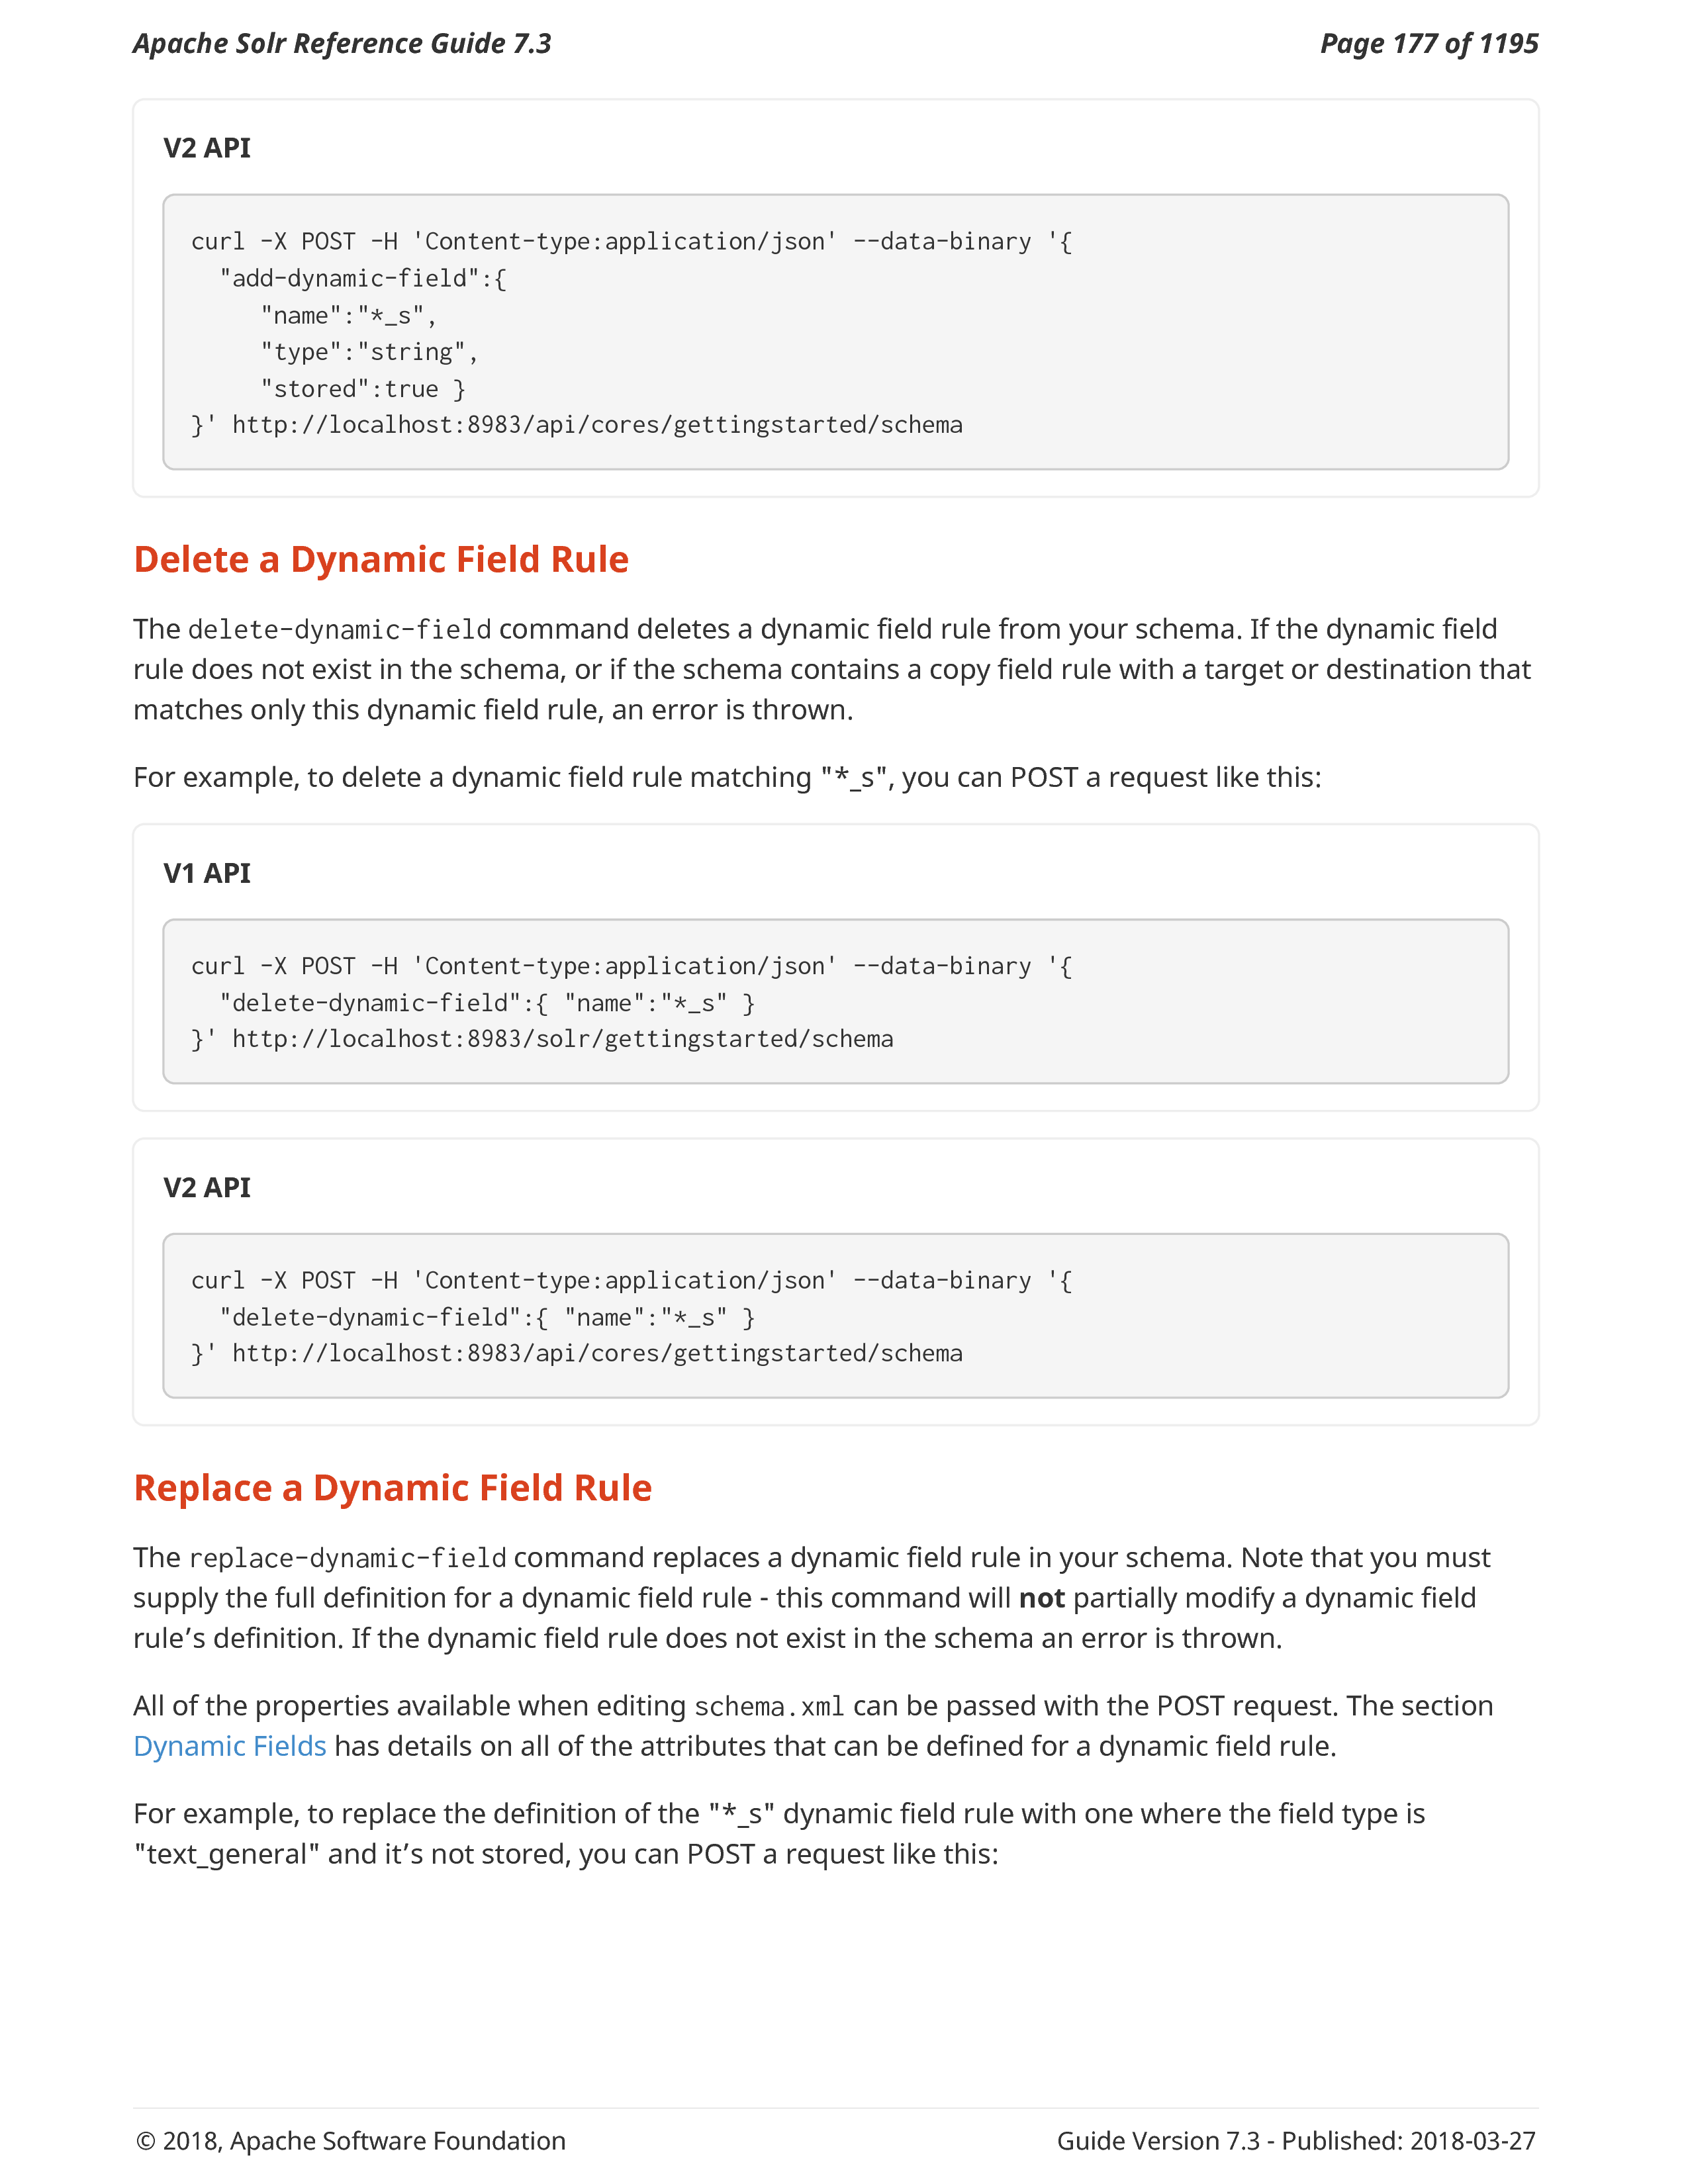 Apache Solr Reference Guide 7.3
Page 177 of 1195
V2 API
curl -X POST -H 'Content-type:application/json' --data-binary '{
  "add-dynamic-field":{
     "name":"*_s",
     "type":"string",
     "stored":true }
}' http://localhost:8983/api/cores/gettingstarted/schema
Delete a Dynamic Field Rule
The delete-dynamic-field command deletes a dynamic field rule from your schema. If the dynamic field
rule does not exist in the schema, or if the schema contains a copy field rule with a target or destination that
matches only this dynamic field rule, an error is thrown.
For example, to delete a dynamic field rule matching "*_s", you can POST a request like this:
V1 API
curl -X POST -H 'Content-type:application/json' --data-binary '{
  "delete-dynamic-field":{ "name":"*_s" }
}' http://localhost:8983/solr/gettingstarted/schema
V2 API
curl -X POST -H 'Content-type:application/json' --data-binary '{
  "delete-dynamic-field":{ "name":"*_s" }
}' http://localhost:8983/api/cores/gettingstarted/schema
Replace a Dynamic Field Rule
The replace-dynamic-field command replaces a dynamic field rule in your schema. Note that you must
supply the full definition for a dynamic field rule - this command will not partially modify a dynamic field
rule’s definition. If the dynamic field rule does not exist in the schema an error is thrown.
All of the properties available when editing schema.xml can be passed with the POST request. The section
Dynamic Fields has details on all of the attributes that can be defined for a dynamic field rule.
For example, to replace the definition of the "*_s" dynamic field rule with one where the field type is
"text_general" and it’s not stored, you can POST a request like this:
© 2018, Apache Software Foundation
Guide Version 7.3 - Published: 2018-03-27